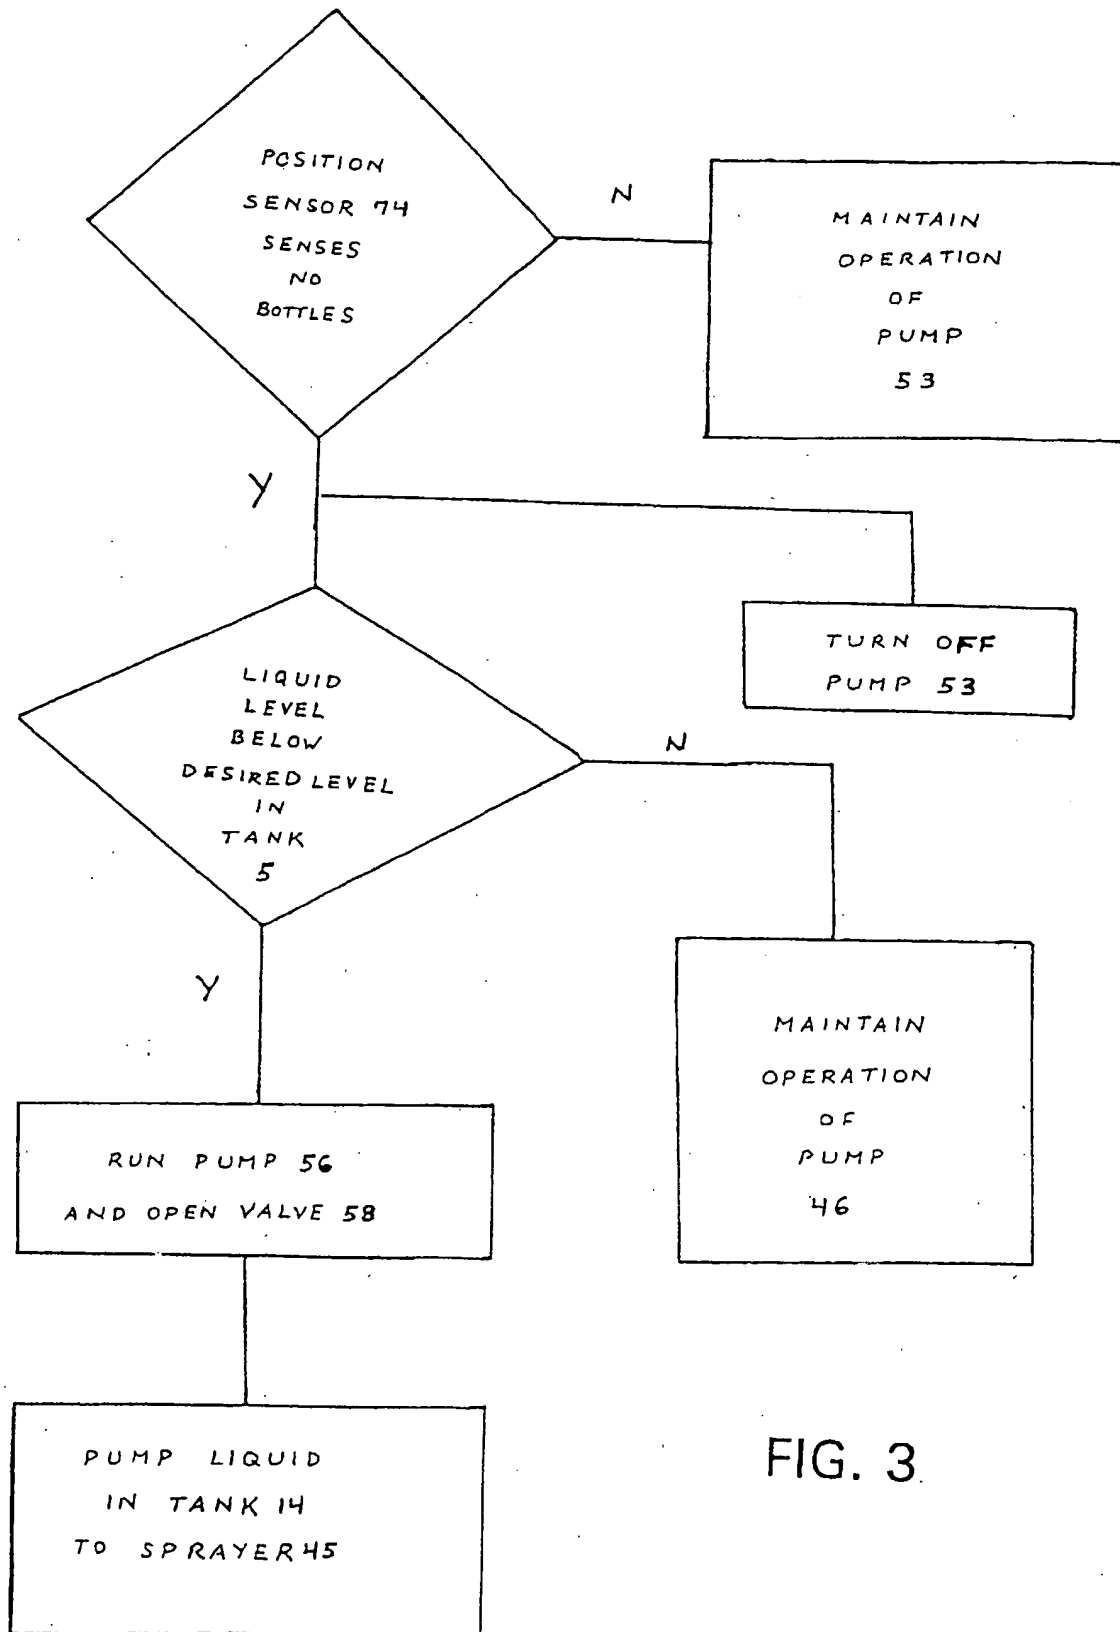 POSITION
SENSOR 74
SENSES
NO
BOTTLES
N
MAINTAIN
OPERATION
OF
PUMP
53
Y
TURN OFF
PUMP 53
LIQUID
LEVEL
BELOW
DESIRED LEVEL
IN
TANK
5
N
Y
MAINTAIN
OPERATION
OF
PUMP
46
RUN PUMP 56
AND OPEN VALVE 58
PUMP LIQUID
IN TANK 14
TO SPRAYER 45
FIG. 3